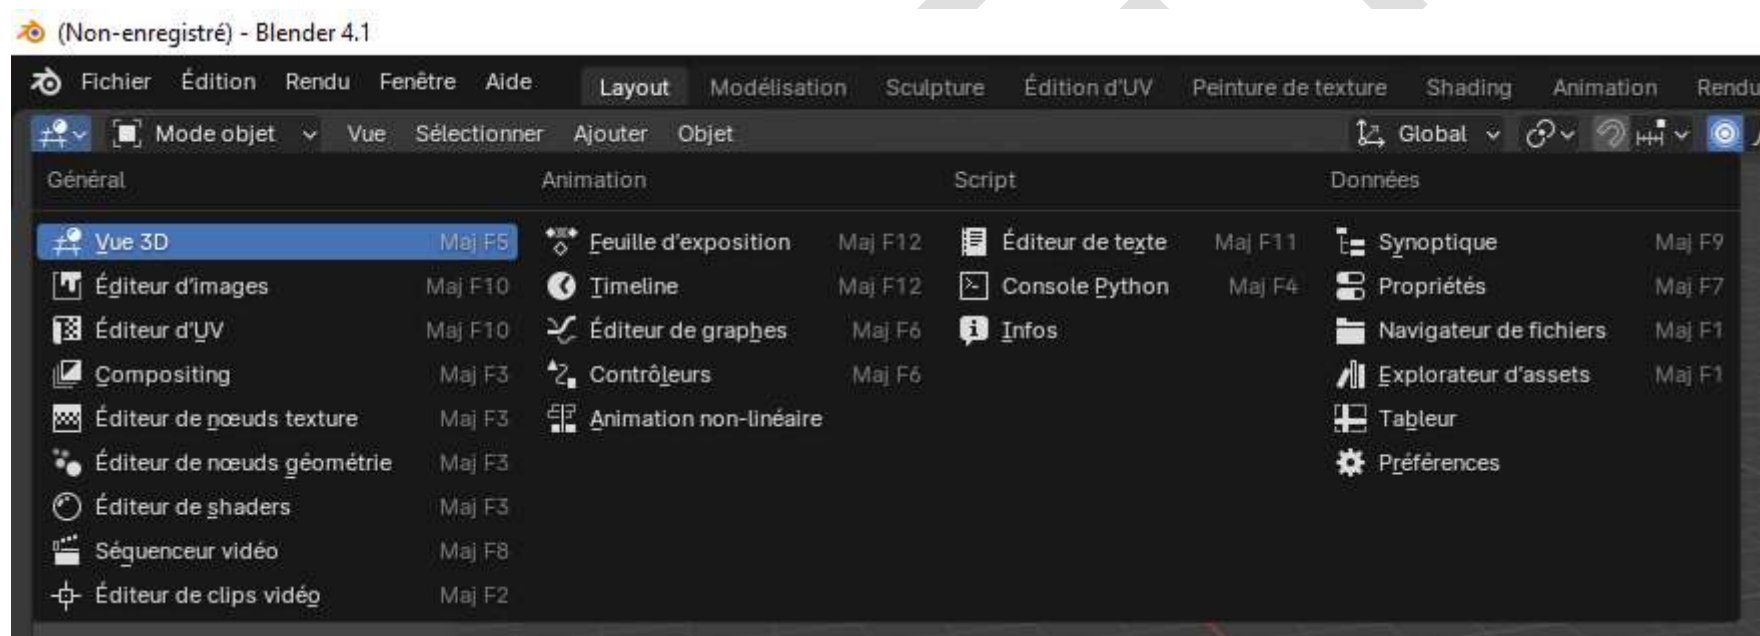 (Non-enregistré) - Blender 4.1
Fichier Édition Rendu Fenêtre Aide Layout Modélisation Sculpture Édition d'UV Peinture de texture Shading Animation Rendu
Mode objet Vue Sélectionner Ajouter Objet Global
Général Animation Script Données
Vue 3D Maj F5 Feuille d'exposition Maj F12 Éditeur de texte Maj F11 Synoptique Maj F9
Éditeur d'images Maj F10 Timeline Maj F12 Console Python Maj F4 Propriétés Maj F7
Éditeur d'UV Maj F10 Éditeur de graphes Maj F6 Infos Navigateur de fichiers Maj F1
Compositing Maj F3 Contrôleurs Maj F6 Explorateur d'assets Maj F1
Éditeur de nœuds texture Maj F3 Animation non-linéaire Tableur
Éditeur de nœuds géométrie Maj F3 Préférences
Éditeur de shaders Maj F3
Séquenceur vidéo Maj F8
Éditeur de clips vidéo Maj F2